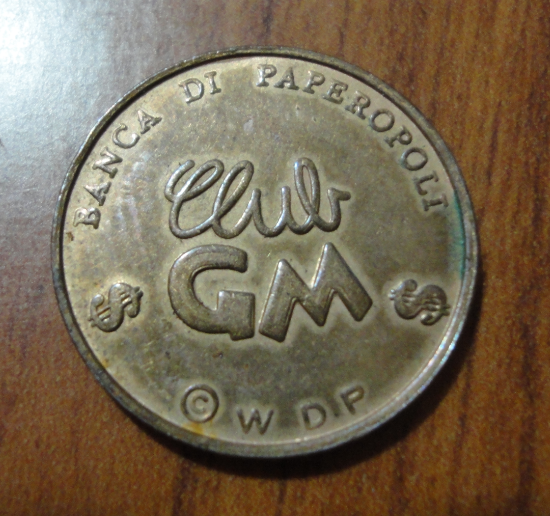 BANCA DI PAPEROPOLI
Club
GM
$ $
© W D.P